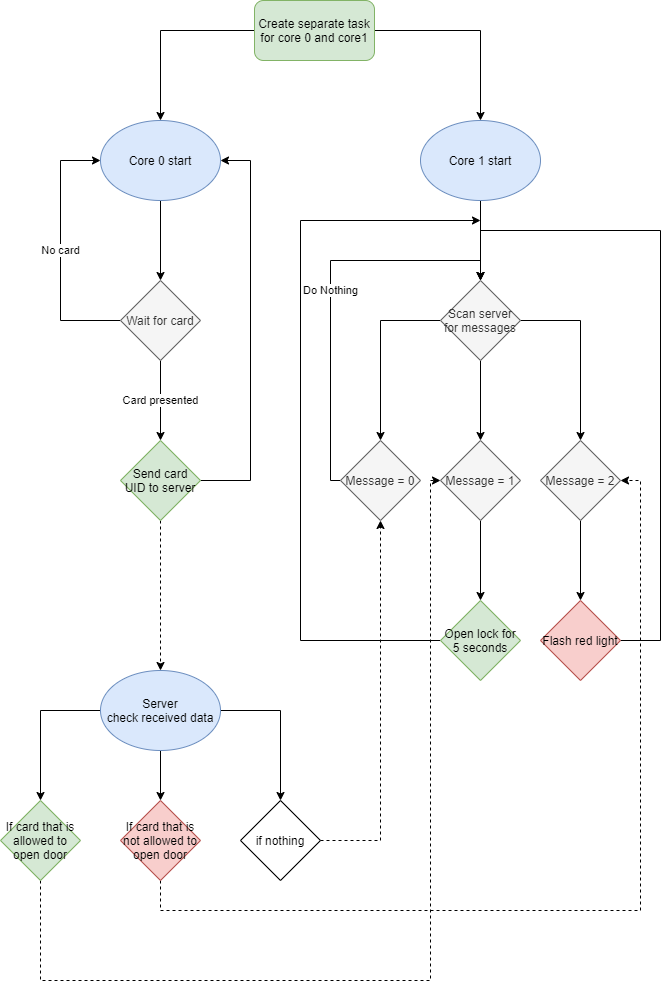 Create separate task
for core 0 and core1
Core 0 start
Core 1 start
No card
Do Nothing
Wait for card
Scan server
for messages
Card presented
Send card
UID to server
Message = 0
Message = 1
Message = 2
Open lock for
5 seconds
Flash red light
Server
check received data
If card that is
allowed to
open door
If card that is
not allowed to
open door
if nothing